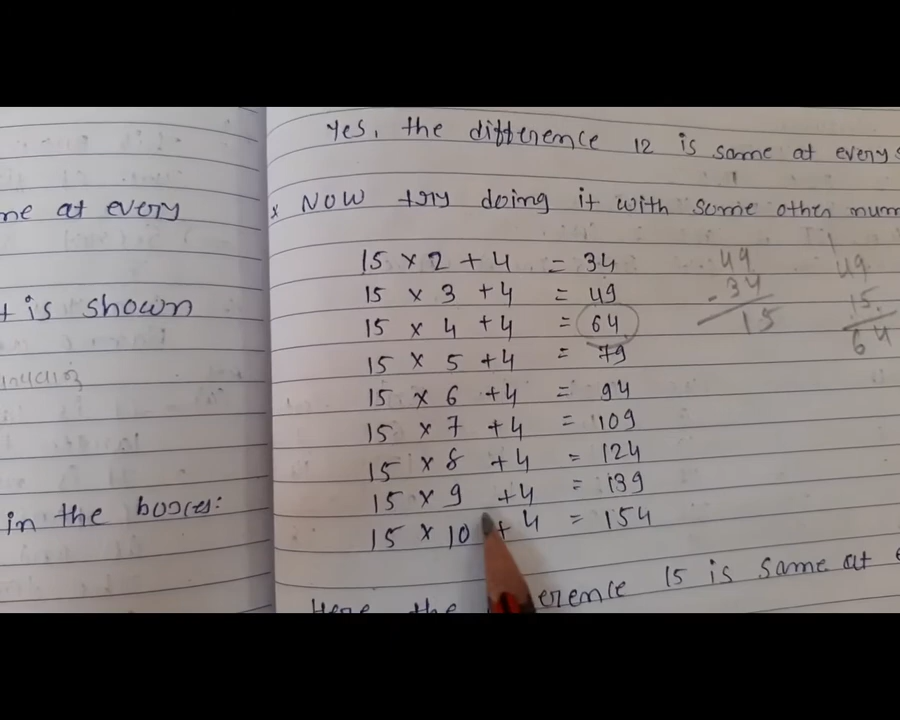 me at every
t is shown
in the boxes:
Yes, the difference 12 is same at every
x Now try doing it with some other num
15 × 2 + 4 = 34
15 × 3 + 4 = 49
15 × 4 + 4 = 64
15 × 5 + 4 = 79
15 × 6 + 4 = 94
15 × 7 + 4 = 109
15 × 8 + 4 = 124
15 × 9 + 4 = 139
15 × 10 + 4 = 154
49
- 34
15
49
15
64
Here the erence 15 is same at e